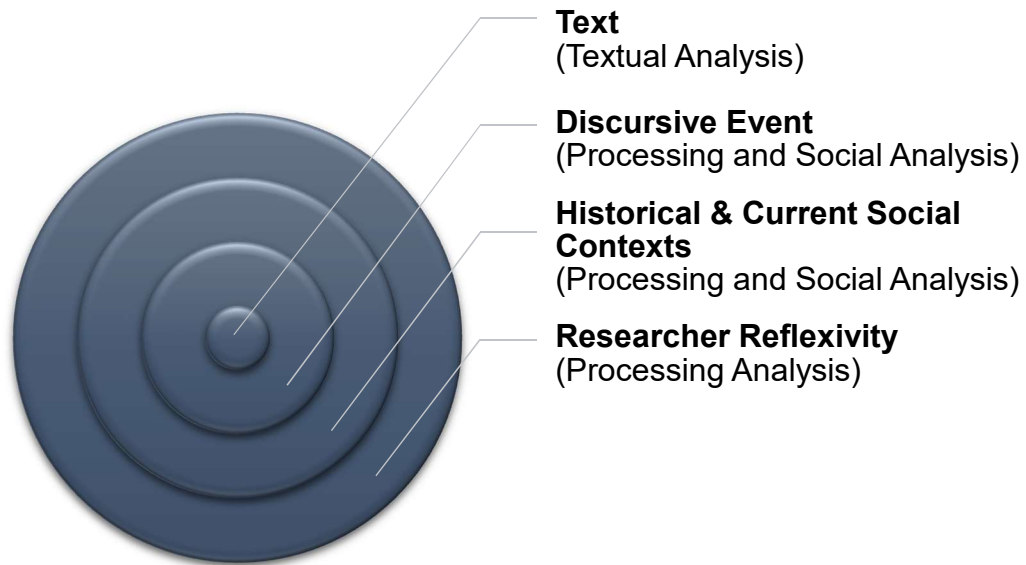 Text
(Textual Analysis)
Discursive Event
(Processing and Social Analysis)
Historical & Current Social
Contexts
(Processing and Social Analysis)
Researcher Reflexivity
(Processing Analysis)